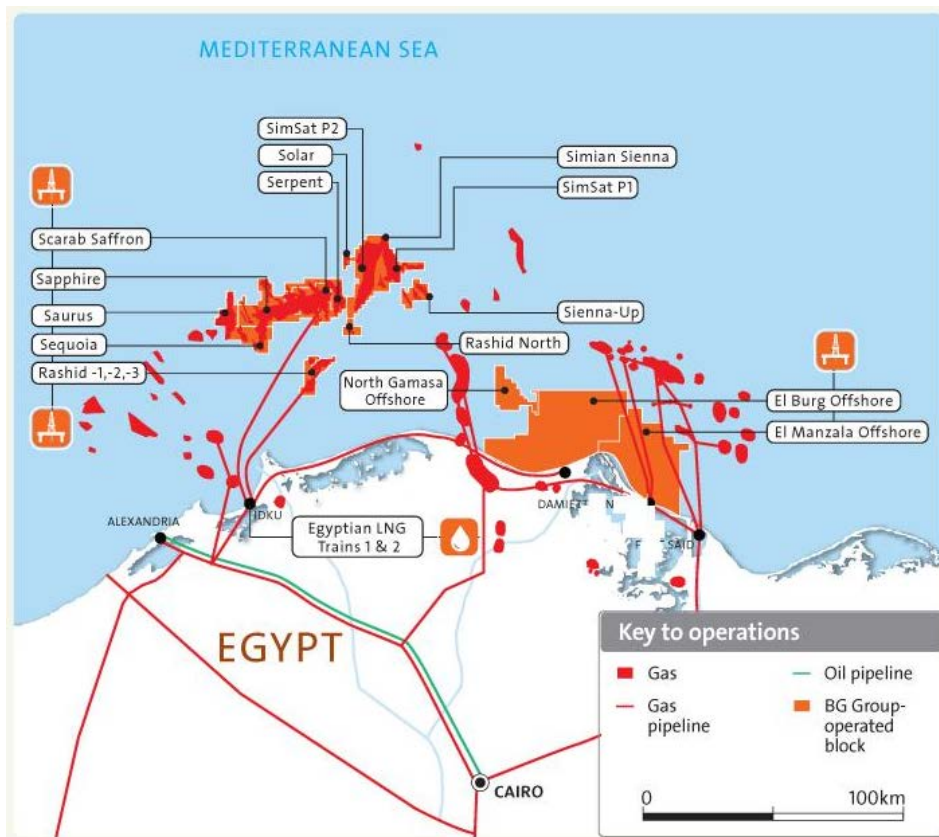 MEDITERRANEAN SEA
SimSat P2
Solar
Serpent
Simian Sienna
SimSat P1
Scarab Saffron
Sapphire
Saurus
Sequoia
Rashid -1,-2,-3
Sienna-Up
Rashid North
North Gamasa
Offshore
El Burg Offshore
El Manzala Offshore
ALEXANDRIA
IDKU
Egyptian LNG
Trains 1 & 2
SAID
EGYPT
CAIRO
Key to operations
Gas
Gas
pipeline
Oil pipeline
BG Group-
operated
block
0
100km